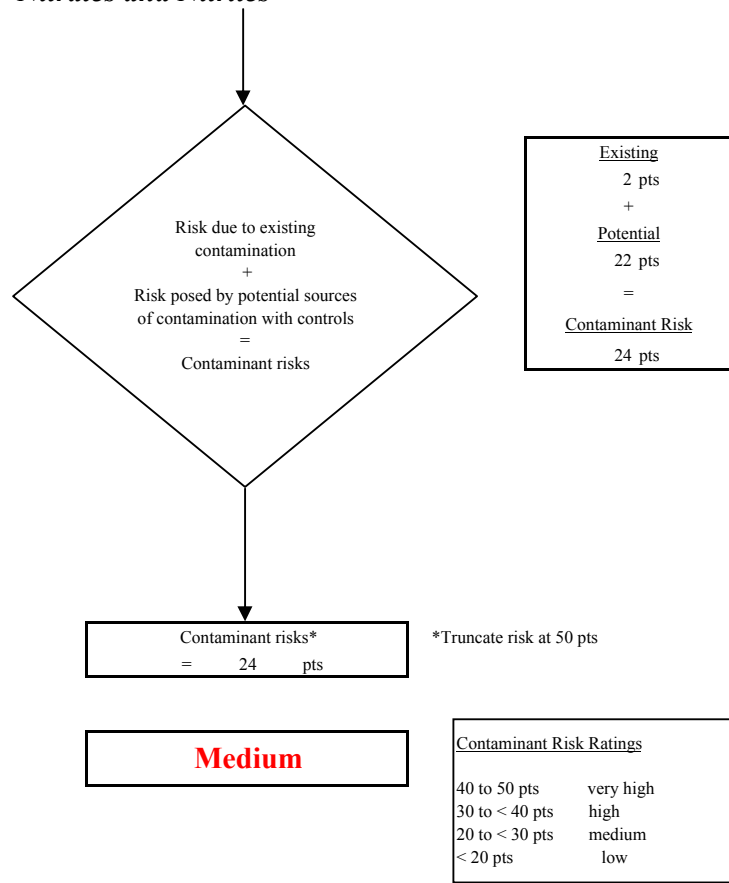 Nitrates and Nitrites
Risk due to existing
contamination
+
Risk posed by potential sources
of contamination with controls
=
Contaminant risks
Existing
2 pts
+
Potential
22 pts
=
Contaminant Risk
24 pts
Contaminant risks*
= 24 pts
*Truncate risk at 50 pts
Medium
Contaminant Risk Ratings
40 to 50 pts very high
30 to < 40 pts high
20 to < 30 pts medium
< 20 pts low